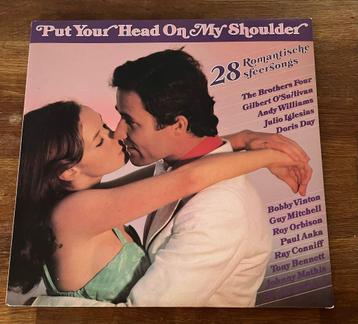 Put Your Head On My Shoulder
28 Romantische
sfeersongs
The Brothers Four
Gilbert O'Sullivan
Andy Williams
Julio Iglesias
Doris Day
Bobby Vinton
Guy Mitchell
Roy Orbison
Paul Anka
Ray Conniff
Tony Bennett
Johnny Mathis